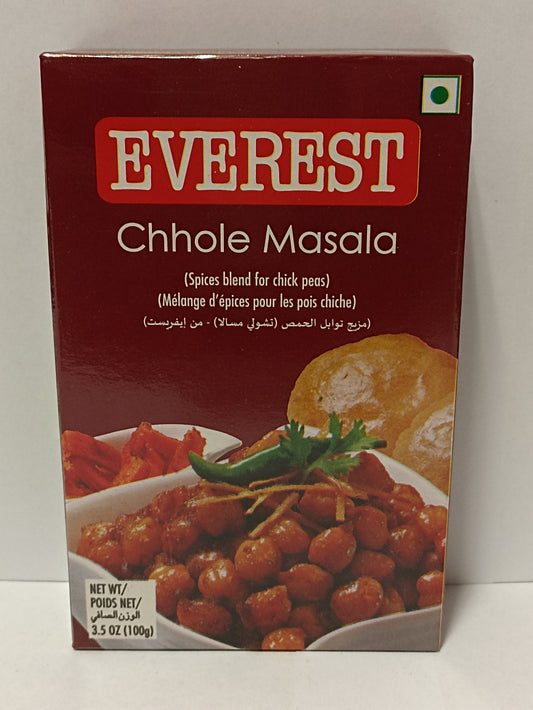 EVEREST
Chhole Masala
(Spices blend for chick peas)
(Mélange d'épices pour les pois chiche)
(مزيج توابل الحمص (تشولي مسالا) - من إيفريست)
NET WT/
POIDS NET/
الوزن الصافي
3.5 OZ (100g)